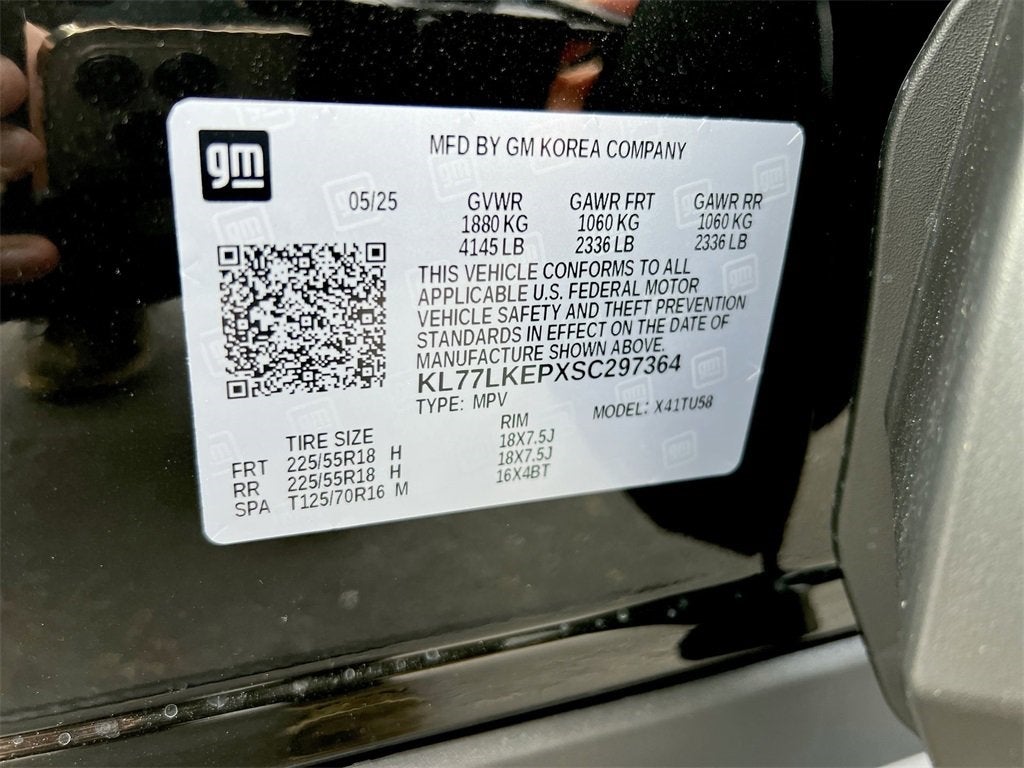 gm
MFD BY GM KOREA COMPANY
05/25 GVWR GAWR FRT GAWR RR
1880 KG 1060 KG 1060 KG
4145 LB 2336 LB 2336 LB
THIS VEHICLE CONFORMS TO ALL
APPLICABLE U.S. FEDERAL MOTOR
VEHICLE SAFETY AND THEFT PREVENTION
STANDARDS IN EFFECT ON THE DATE OF
MANUFACTURE SHOWN ABOVE.
KL77LKEPXSC297364
TYPE: MPV MODEL: X41TU58
TIRE SIZE RIM
FRT 225/55R18 H 18X7.5J
RR 225/55R18 H 18X7.5J
SPA T125/70R16 M 16X4BT